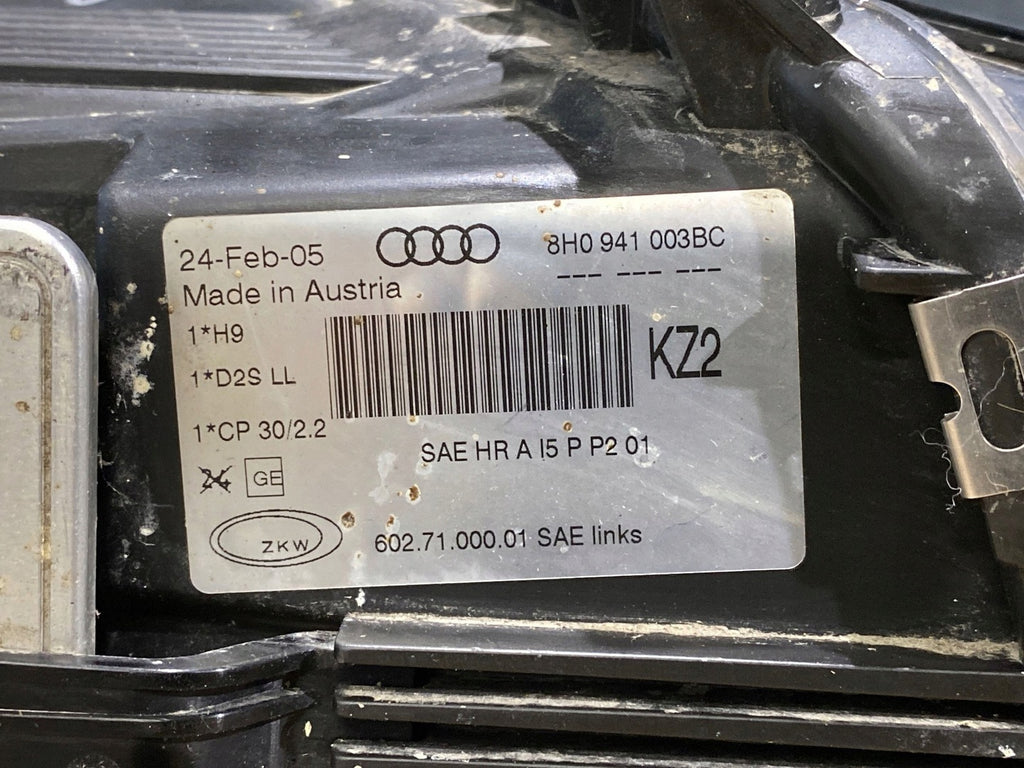 24-Feb-05 8H0 941 003BC
Made in Austria --- --- ---
1*H9
1*D2S LL KZ2
1*CP 30/2.2
SAE HR A I5 P P2 01
24 GE
ZKW 602.71.000.01 SAE links